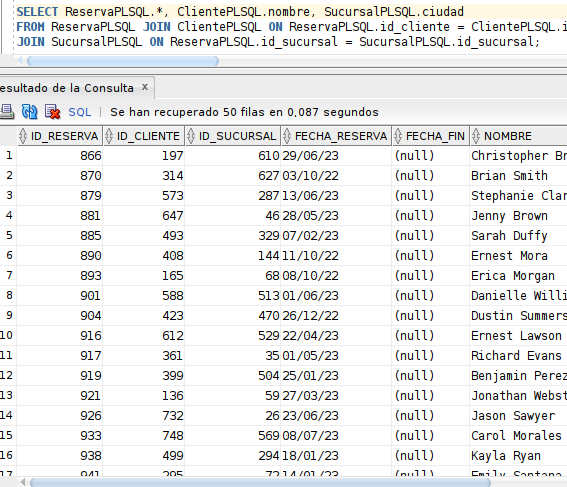 SELECT ReservaPLSQL.*, ClientePLSQL.nombre, SucursalPLSQL.ciudad
FROM ReservaPLSQL JOIN ClientePLSQL ON ReservaPLSQL.id_cliente = ClientePLSQL.i
JOIN SucursalPLSQL ON ReservaPLSQL.id_sucursal = SucursalPLSQL.id_sucursal;
esultado de la Consulta x
SQL | Se han recuperado 50 filas en 0,087 segundos
ID_RESERVA ID_CLIENTE ID_SUCURSAL FECHA_RESERVA FECHA_FIN NOMBRE
1 866 197 610 29/06/23 (null) Christopher Br
2 870 314 627 03/10/22 (null) Brian Smith
3 879 573 287 13/06/23 (null) Stephanie Clar
4 881 647 46 28/05/23 (null) Jenny Brown
5 885 493 329 07/02/23 (null) Sarah Duffy
6 890 408 144 11/10/22 (null) Ernest Mora
7 893 165 68 08/10/22 (null) Erica Morgan
8 901 588 513 01/06/23 (null) Danielle Willi
9 904 423 470 26/12/22 (null) Dustin Summers
10 916 612 529 22/04/23 (null) Ernest Lawson
11 917 361 35 01/05/23 (null) Richard Evans
12 919 399 504 25/01/23 (null) Benjamin Perez
13 921 136 59 27/03/23 (null) Jonathan Webst
14 926 732 26 23/06/23 (null) Jason Sawyer
15 933 748 569 08/07/23 (null) Carol Morales
16 938 499 294 18/01/23 (null) Kayla Ryan
17 941 295 72 14/01/23 (null) Emily Santana